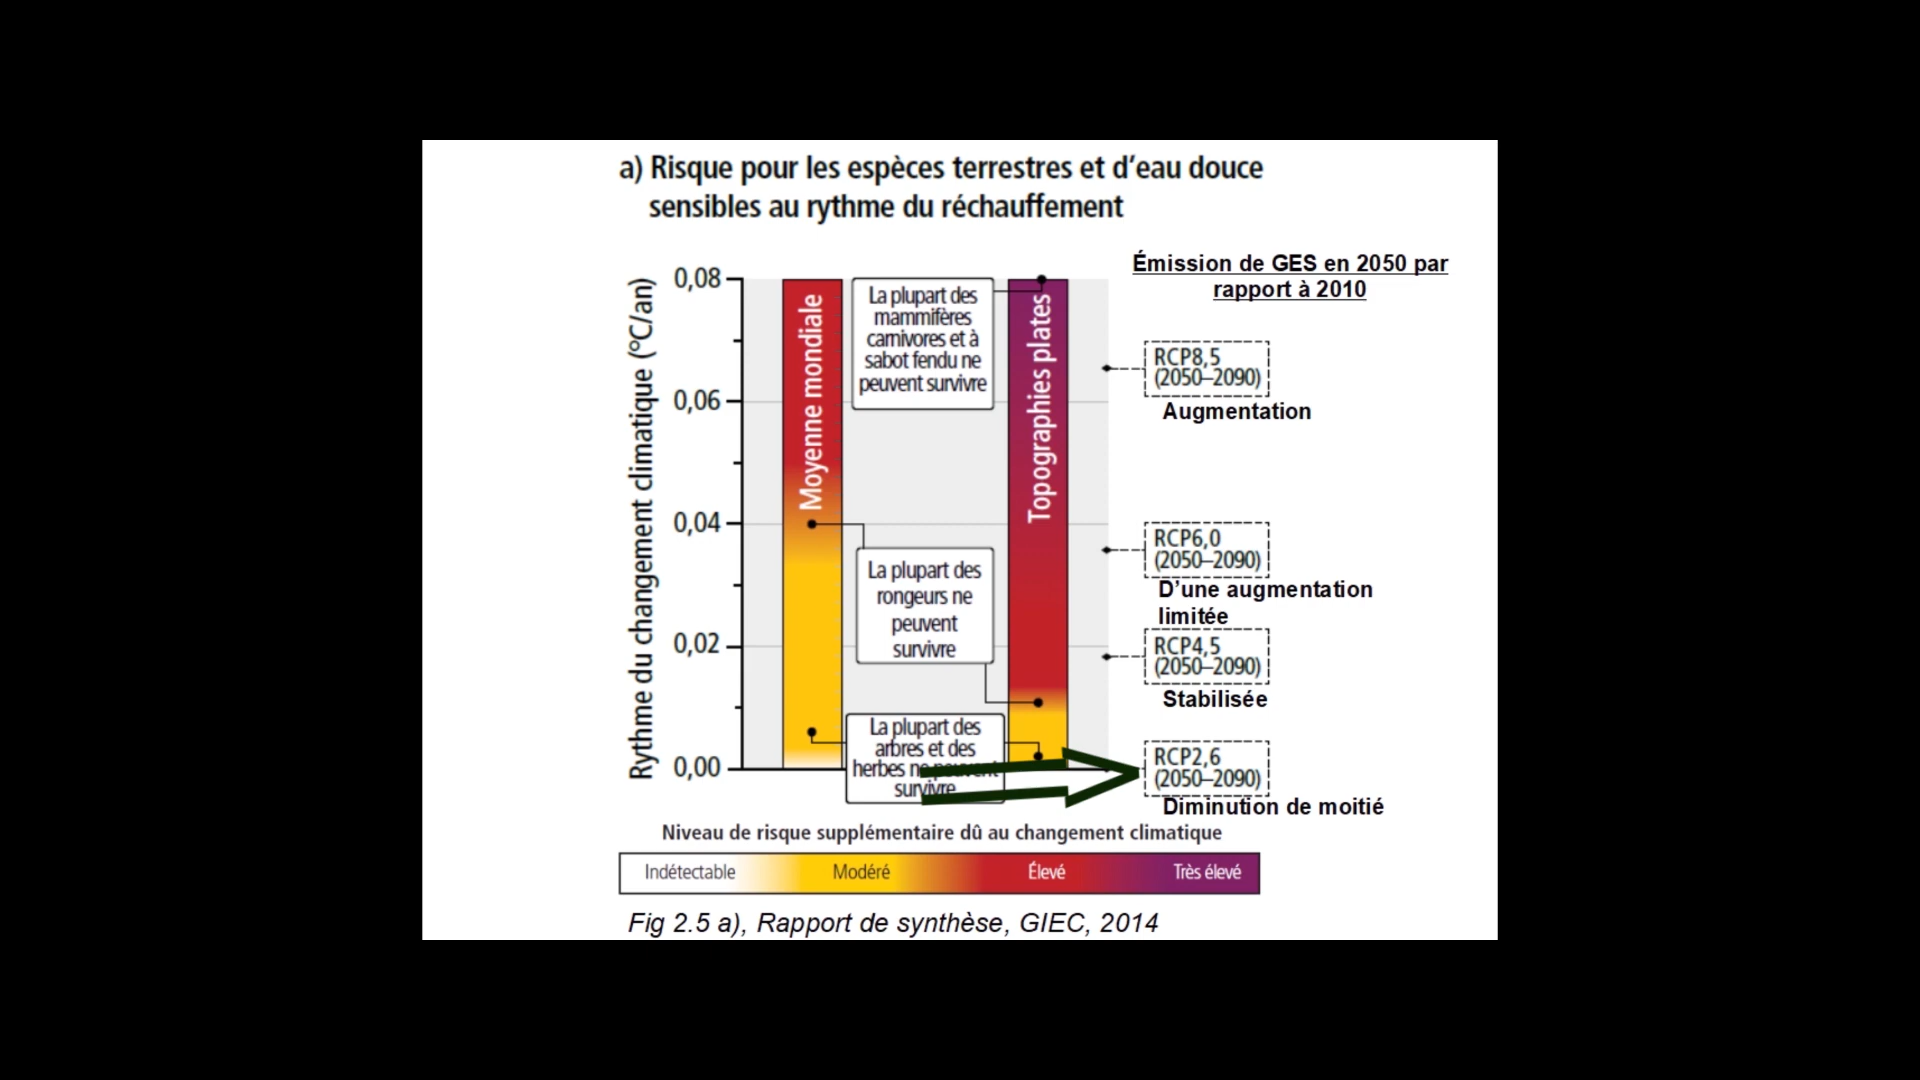 a) Risque pour les espèces terrestres et d'eau douce
sensibles au rythme du réchauffement
Émission de GES en 2050 par
rapport à 2010
Rythme du changement climatique (°C/an)
0,08
0,06
0,04
0,02
0,00
Moyenne mondiale
La plupart des
mammifères
carnivores et à
sabot fendu ne
peuvent survivre
La plupart des
rongeurs ne
peuvent
survivre
La plupart des
arbres et des
herbes ne peuvent
survivre
Topographies plates
RCP8,5
(2050–2090)
Augmentation
RCP6,0
(2050–2090)
D'une augmentation
limitée
RCP4,5
(2050–2090)
Stabilisée
RCP2,6
(2050–2090)
Diminution de moitié
Niveau de risque supplémentaire dû au changement climatique
Indétectable Modéré Élevé Très élevé
Fig 2.5 a), Rapport de synthèse, GIEC, 2014